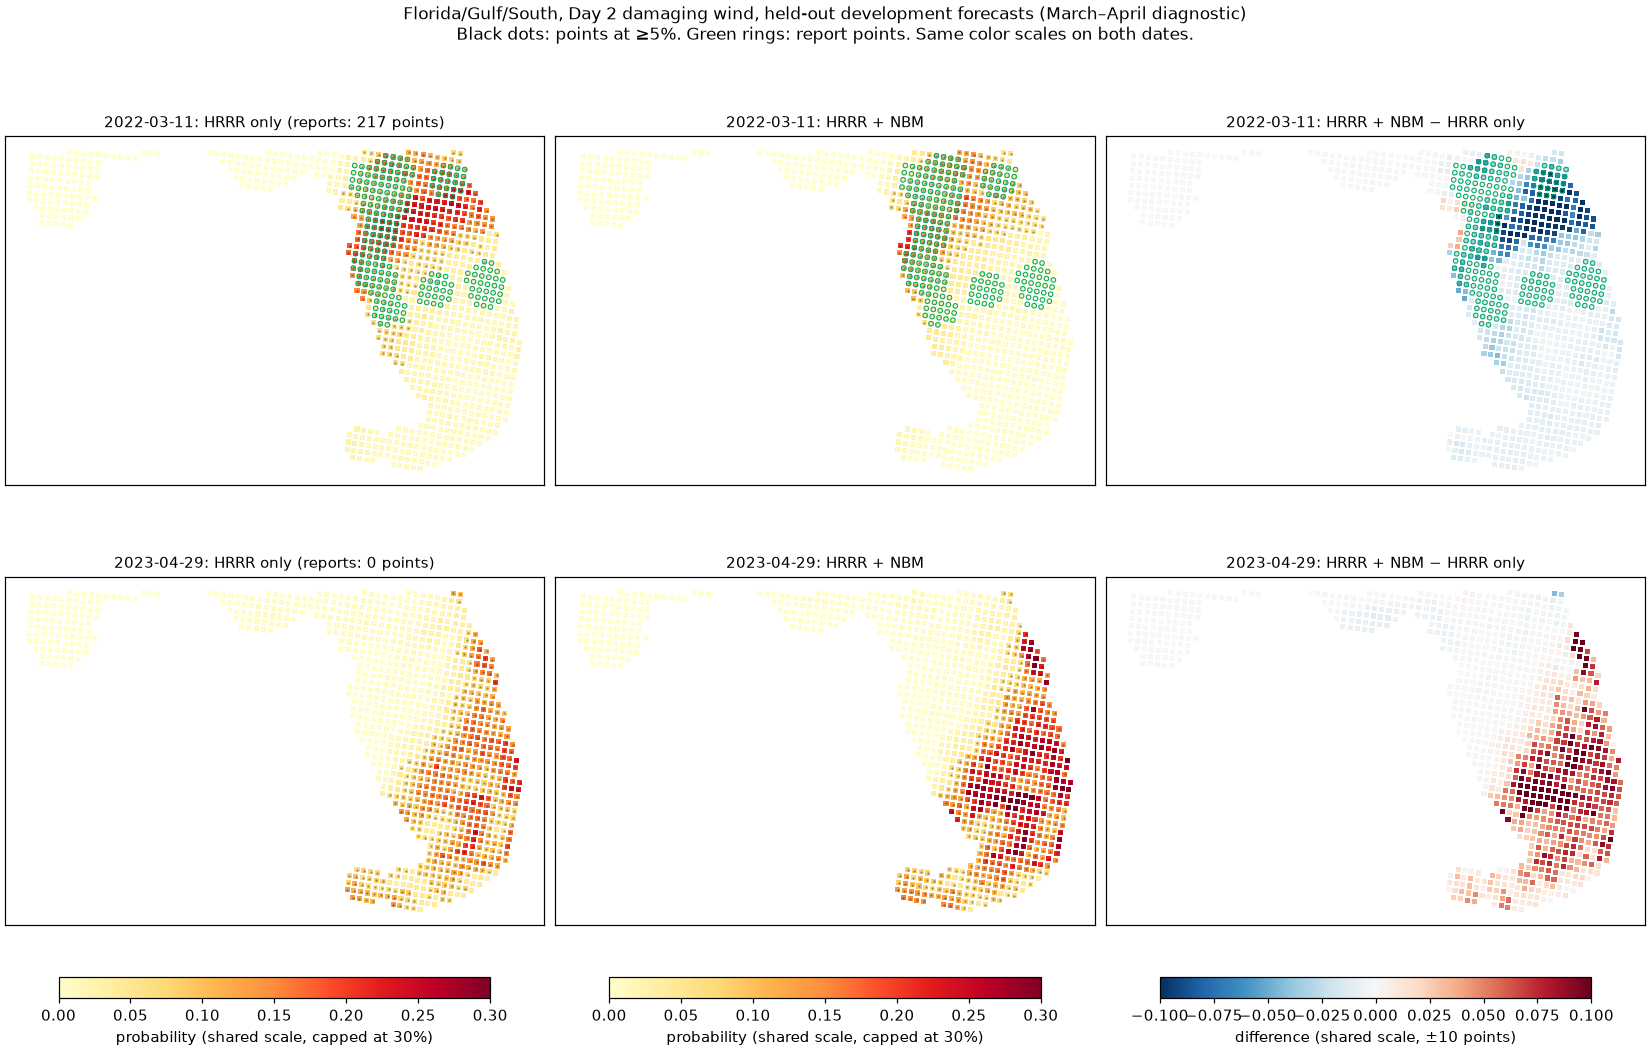 Florida/Gulf/South, Day 2 damaging wind, held-out development forecasts (March–April diagnostic)
Black dots: points at ≥5%. Green rings: report points. Same color scales on both dates.
2022-03-11: HRRR only (reports: 217 points)
2022-03-11: HRRR + NBM
2022-03-11: HRRR + NBM − HRRR only
2023-04-29: HRRR only (reports: 0 points)
2023-04-29: HRRR + NBM
2023-04-29: HRRR + NBM − HRRR only
0.00 0.05 0.10 0.15 0.20 0.25 0.30
probability (shared scale, capped at 30%)
0.00 0.05 0.10 0.15 0.20 0.25 0.30
probability (shared scale, capped at 30%)
−0.100 −0.075 −0.050 −0.025 0.000 0.025 0.050 0.075 0.100
difference (shared scale, ±10 points)